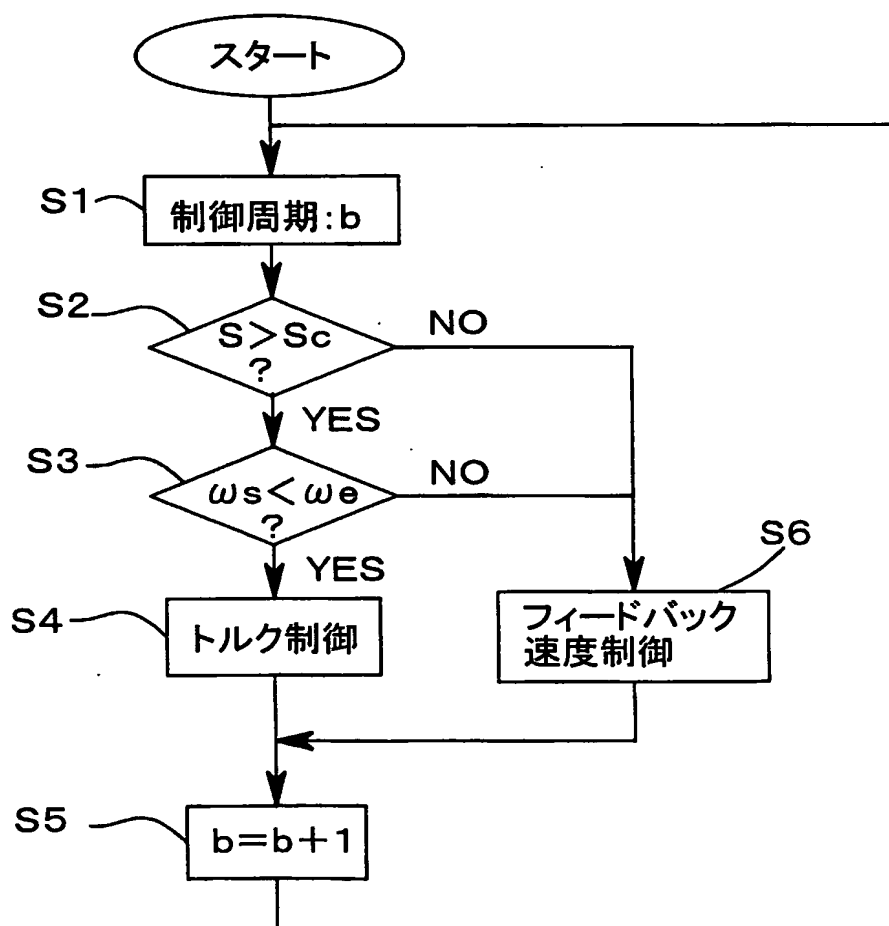 スタート
S1
制御周期:b
S2
S>Sc
?
NO
YES
S3
ωs<ωe
?
NO
YES
S6
S4
トルク制御
フィードバック
速度制御
S5
b=b+1